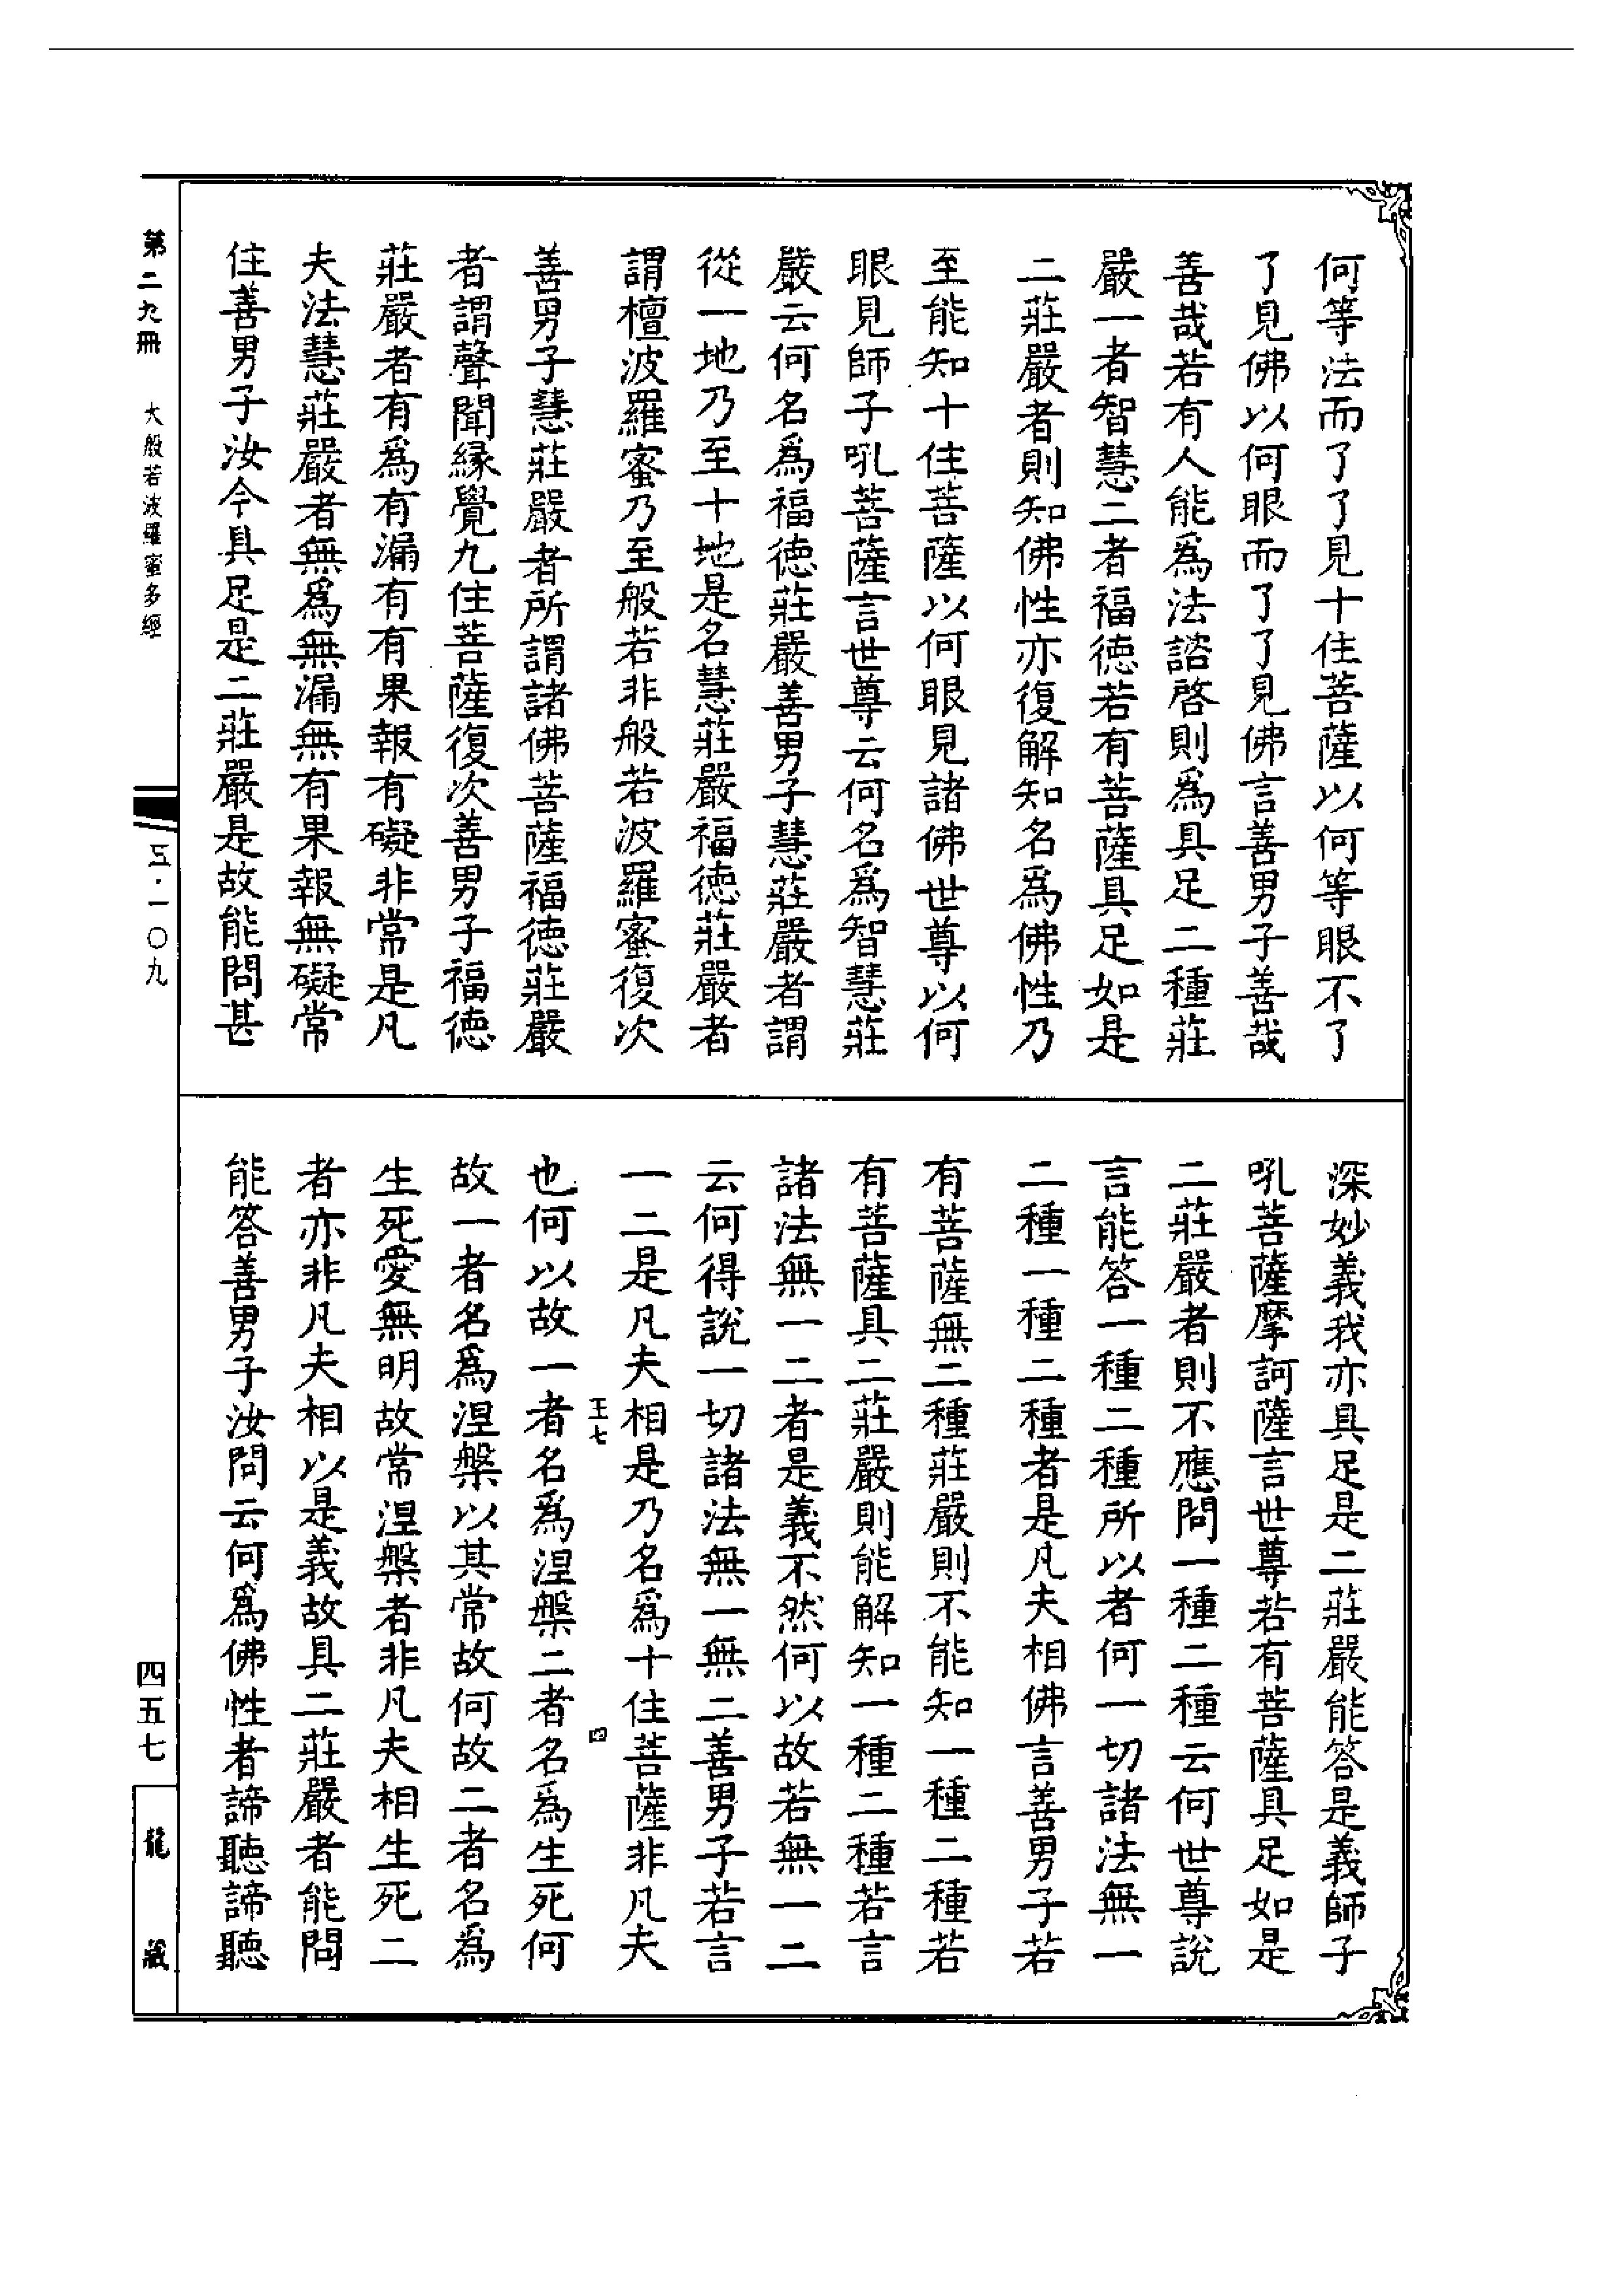 何等法而了了見十住菩薩以何等眼不了
了見佛以何眼而了了見佛言善男子善哉
善哉若有人能爲法諮啓則爲具足二種莊
嚴一者智慧二者福德若有菩薩具足如是
二莊嚴者則知佛性亦復解知名爲佛性乃
至能知十住菩薩以何眼見諸佛世尊以何
眼見師子吼菩薩言世尊云何名爲智慧莊
嚴云何名爲福德莊嚴善男子慧莊嚴者謂
從一地乃至十地是名慧莊嚴福德莊嚴者
謂檀波羅蜜乃至般若非般若波羅蜜復次
善男子慧莊嚴者所謂諸佛菩薩福德莊嚴
者謂聲聞緣覺九住菩薩復次善男子福德
莊嚴者有爲有漏有有果報有礙非常是凡
夫法慧莊嚴者無爲無漏無有果報無礙常
住善男子汝今具足是二莊嚴是故能問甚
深妙義我亦具足是二莊嚴能答是義師子
吼菩薩摩訶薩言世尊若有菩薩具足如是
二莊嚴者則不應問一種二種云何世尊說
言能答一種二種所以者何一切諸法無一
二種一種二種者是凡夫相佛言善男子若
有菩薩無二種莊嚴則不能知一種二種若
有菩薩具二莊嚴則能解知一種二種若言
諸法無一二者是義不然何以故若無一二
云何得說一切諸法無一無二善男子若言
一二是凡夫相是乃名爲十住菩薩非凡夫
王七
四
也何以故一者名爲涅槃二者名爲生死何
故一者名爲涅槃以其常故何故二者名爲
生死愛無明故常涅槃者非凡夫相生死二
者亦非凡夫相以是義故具二莊嚴者能問
能答善男子汝問云何爲佛性者諦聽諦聽
第二九冊
大般若波羅蜜多經
五·一〇九
四五七
龍藏